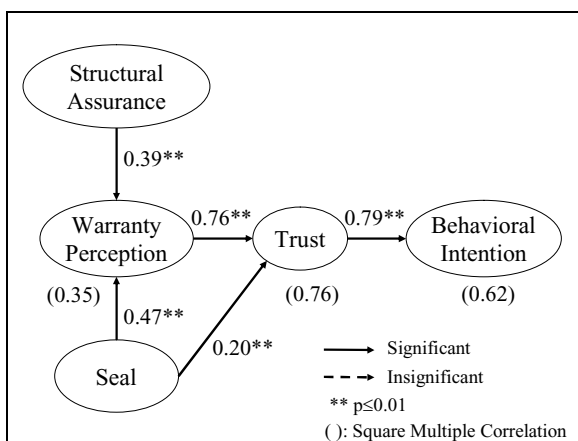 Structural
Assurance
0.39**
Warranty
Perception
0.76**
Trust
0.79**
Behavioral
Intention
(0.35)
(0.76)
(0.62)
0.47**
0.20**
Seal
Significant
Insignificant
** p≤0.01
( ): Square Multiple Correlation